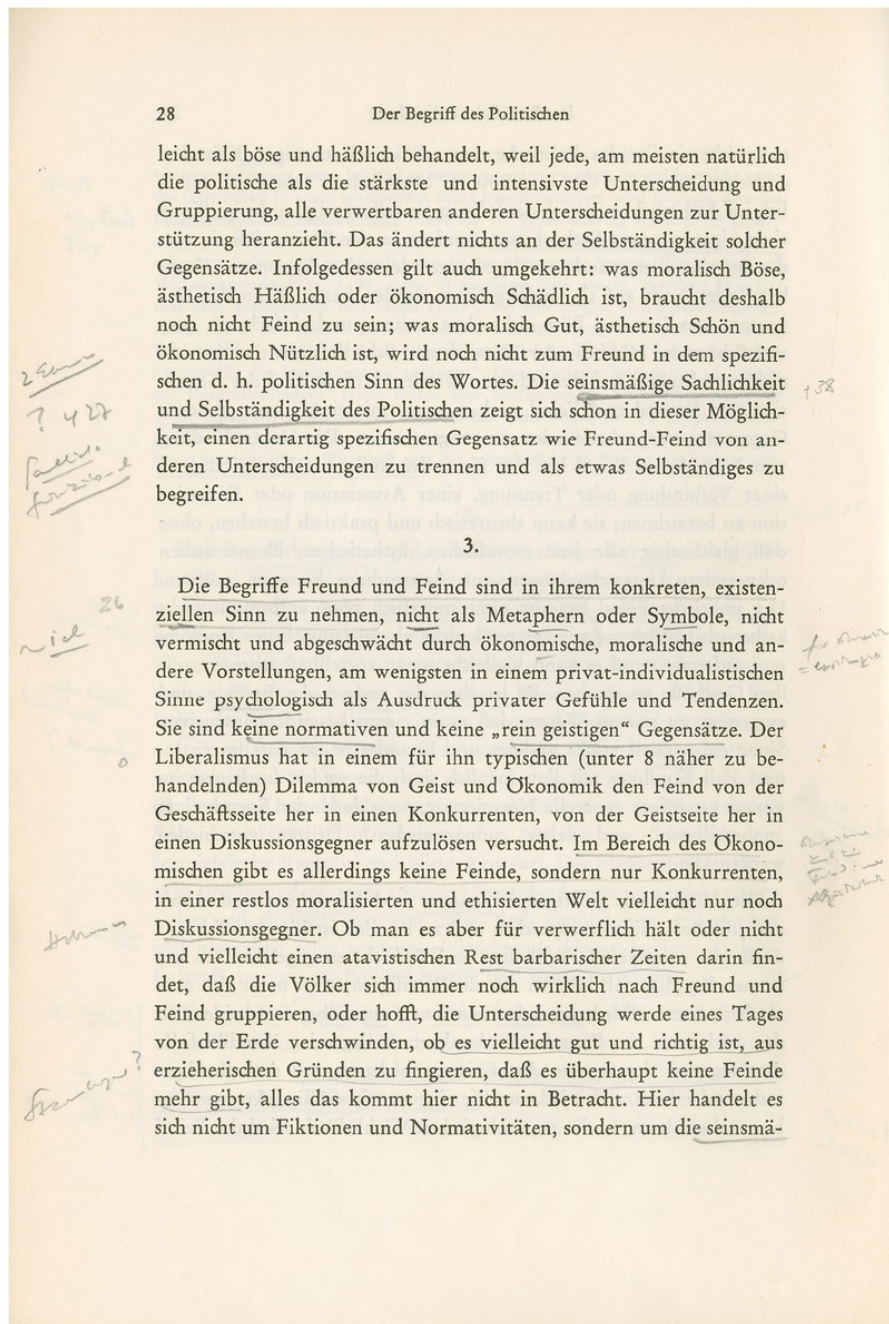 28 Der Begriff des Politischen
leicht als böse und häßlich behandelt, weil jede, am meisten natürlich
die politische als die stärkste und intensivste Unterscheidung und
Gruppierung, alle verwertbaren anderen Unterscheidungen zur Unter-
stützung heranzieht. Das ändert nichts an der Selbständigkeit solcher
Gegensätze. Infolgedessen gilt auch umgekehrt: was moralisch Böse,
ästhetisch Häßlich oder ökonomisch Schädlich ist, braucht deshalb
noch nicht Feind zu sein; was moralisch Gut, ästhetisch Schön und
ökonomisch Nützlich ist, wird noch nicht zum Freund in dem spezifi-
schen d. h. politischen Sinn des Wortes. Die seinsmäßige Sachlichkeit
und Selbständigkeit des Politischen zeigt sich schon in dieser Möglich-
keit, einen derartig spezifischen Gegensatz wie Freund-Feind von an-
deren Unterscheidungen zu trennen und als etwas Selbständiges zu
begreifen.
3.
Die Begriffe Freund und Feind sind in ihrem konkreten, existen-
ziellen Sinn zu nehmen, nicht als Metaphern oder Symbole, nicht
vermischt und abgeschwächt durch ökonomische, moralische und an-
dere Vorstellungen, am wenigsten in einem privat-individualistischen
Sinne psychologisch als Ausdruck privater Gefühle und Tendenzen.
Sie sind keine normativen und keine „rein geistigen“ Gegensätze. Der
Liberalismus hat in einem für ihn typischen (unter 8 näher zu be-
handelnden) Dilemma von Geist und Ökonomik den Feind von der
Geschäftsseite her in einen Konkurrenten, von der Geistseite her in
einen Diskussionsgegner aufzulösen versucht. Im Bereich des Ökono-
mischen gibt es allerdings keine Feinde, sondern nur Konkurrenten,
in einer restlos moralisierten und ethisierten Welt vielleicht nur noch
Diskussionsgegner. Ob man es aber für verwerflich hält oder nicht
und vielleicht einen atavistischen Rest barbarischer Zeiten darin fin-
det, daß die Völker sich immer noch wirklich nach Freund und
Feind gruppieren, oder hofft, die Unterscheidung werde eines Tages
von der Erde verschwinden, ob es vielleicht gut und richtig ist, aus
erzieherischen Gründen zu fingieren, daß es überhaupt keine Feinde
mehr gibt, alles das kommt hier nicht in Betracht. Hier handelt es
sich nicht um Fiktionen und Normativitäten, sondern um die seinsmä-
38
26